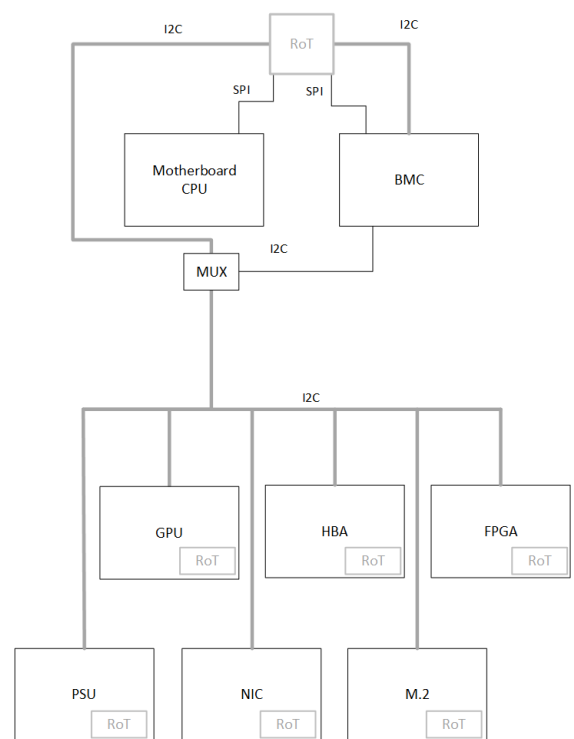 I2C
RoT
I2C
SPI
SPI
Motherboard
CPU
BMC
I2C
MUX
I2C
GPU
RoT
HBA
RoT
FPGA
RoT
PSU
RoT
NIC
RoT
M.2
RoT